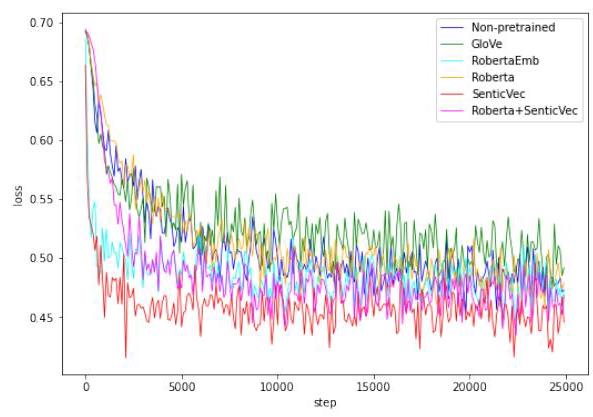 0.70
0.65
0.60
0.55
0.50
0.45
loss
Non-pretrained
GloVe
RobertaEmb
Roberta
SenticVec
Roberta+SenticVec
0
5000
10000
15000
20000
25000
step